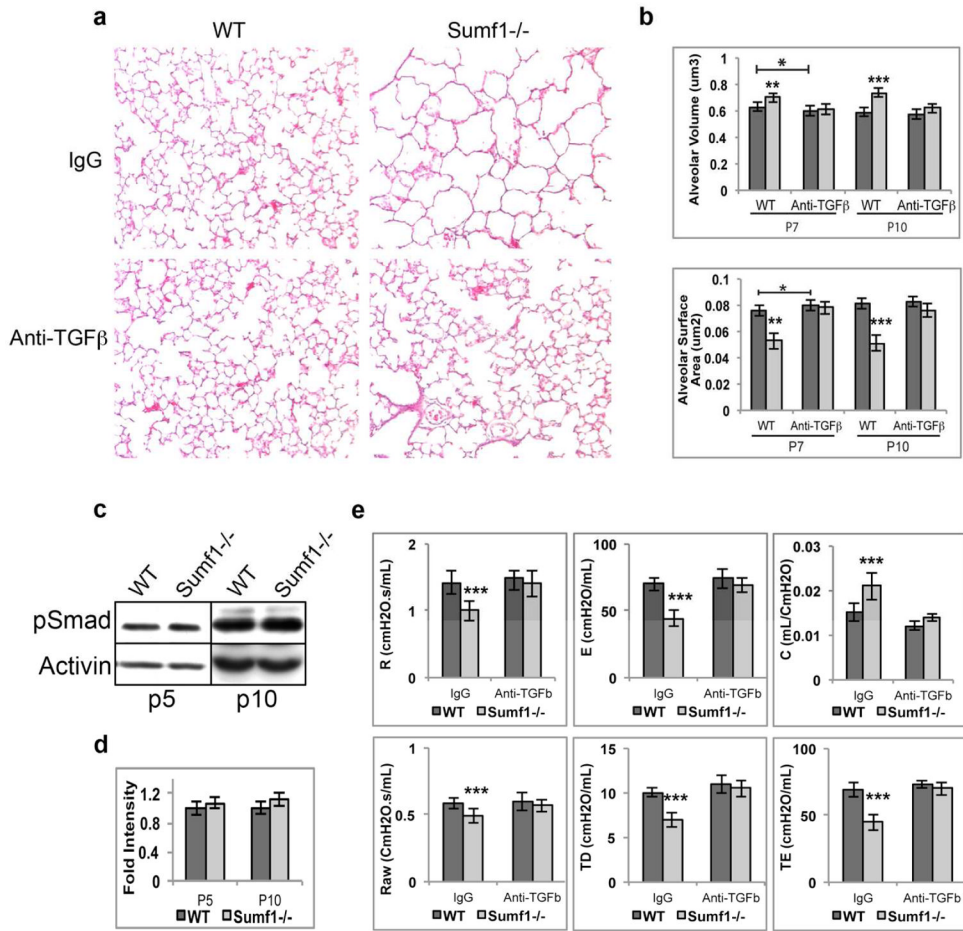 a
WT
Sumf1-/-
IgG
Anti-TGFβ
b
Alveolar Volume (um3)
1
0.8
0.6
0.4
0.2
0
*
**
***
WT Anti-TGFβ WT Anti-TGFβ
P7 P10
Alveolar Surface
Area (um2)
0.1
0.08
0.06
0.04
0.02
0
*
**
***
WT Anti-TGFβ WT Anti-TGFβ
P7 P10
c
WT Sumf1-/- WT Sumf1-/-
pSmad
Activin
p5 p10
d
Fold Intensity
1.2
0.8
0.4
0
P5 P10
WT Sumf1-/-
e
R (cmH2O.s/mL)
2
1
0
***
IgG Anti-TGFb
WT Sumf1-/-
E (cmH2O/mL)
100
50
0
***
IgG Anti-TGFb
WT Sumf1-/-
C (mL/CmH2O)
0.03
0.02
0.01
0
***
IgG Anti-TGFb
WT Sumf1-/-
Raw (CmH2O.s/mL)
1
0.5
0
***
IgG Anti-TGFb
WT Sumf1-/-
TD (cmH2O/mL)
15
10
5
0
***
IgG Anti-TGFb
WT Sumf1-/-
TE (cmH2O/mL)
100
50
0
***
IgG Anti-TGFb
WT Sumf1-/-